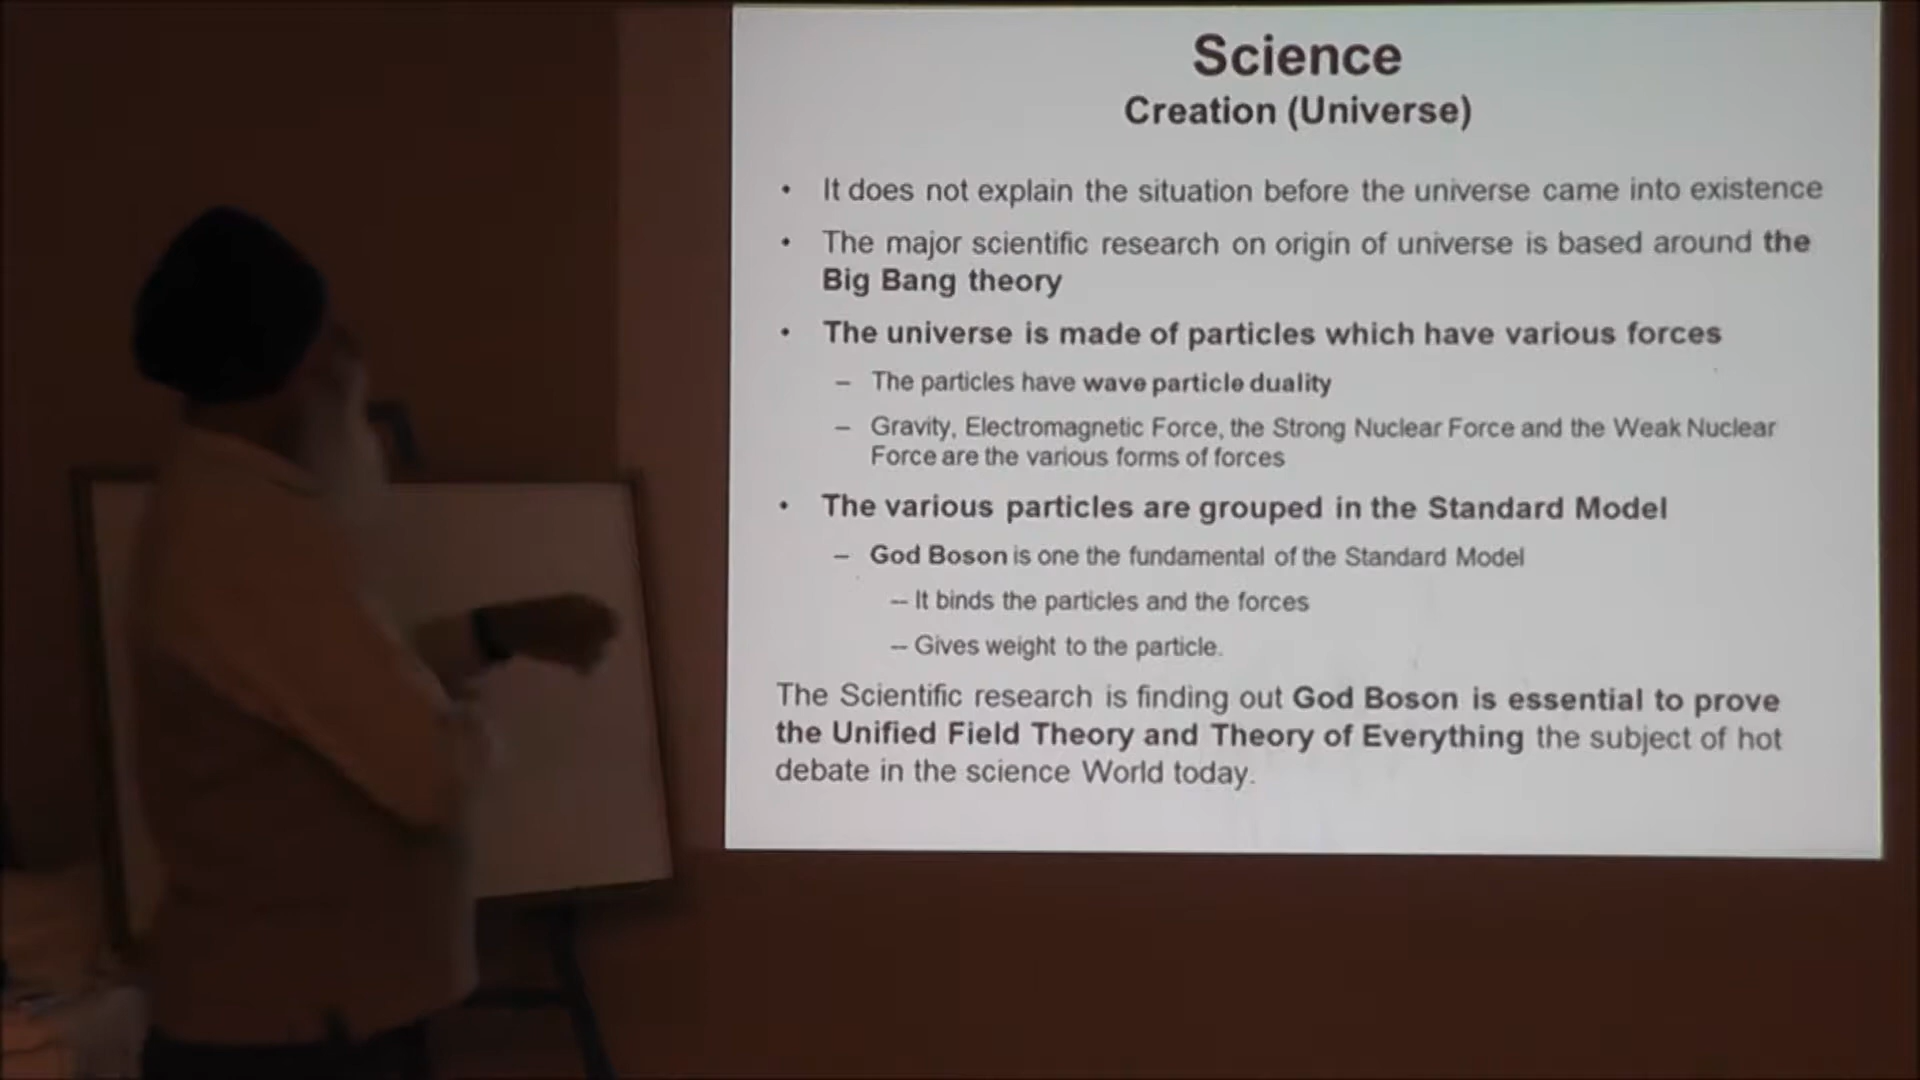 Science
Creation (Universe)
• It does not explain the situation before the universe came into existence
• The major scientific research on origin of universe is based around the
Big Bang theory
• The universe is made of particles which have various forces
– The particles have wave particle duality
– Gravity, Electromagnetic Force, the Strong Nuclear Force and the Weak Nuclear
Force are the various forms of forces
• The various particles are grouped in the Standard Model
– God Boson is one the fundamental of the Standard Model
-- It binds the particles and the forces
-- Gives weight to the particle.
The Scientific research is finding out God Boson is essential to prove
the Unified Field Theory and Theory of Everything the subject of hot
debate in the science World today.